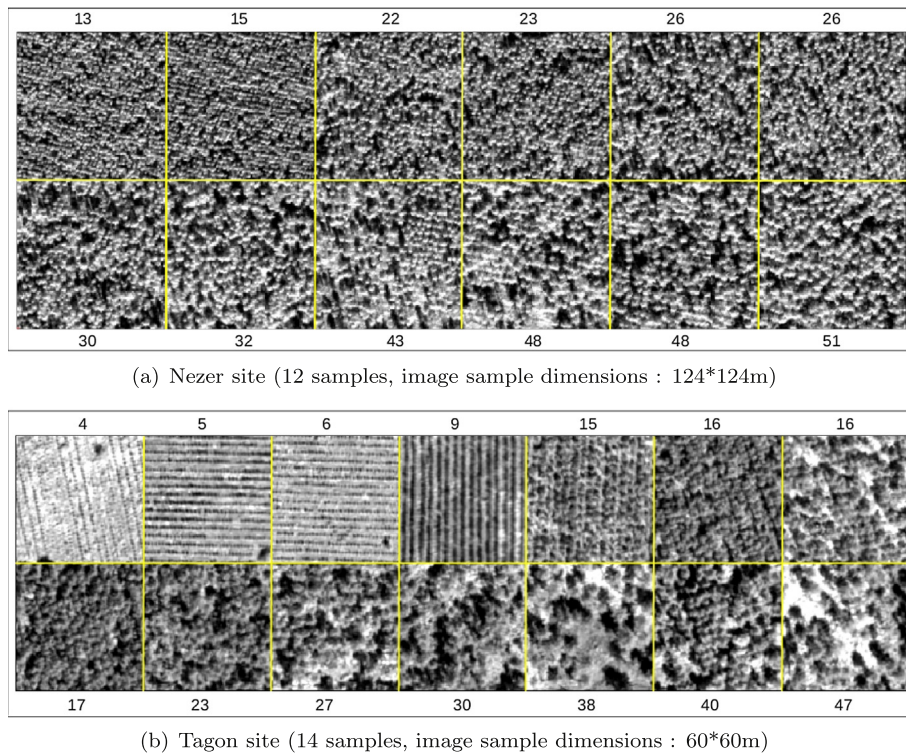 13 15 22 23 26 26
30 32 43 48 48 51
(a) Nezer site (12 samples, image sample dimensions : 124*124m)
4 5 6 9 15 16 16
17 23 27 30 38 40 47
(b) Tagon site (14 samples, image sample dimensions : 60*60m)